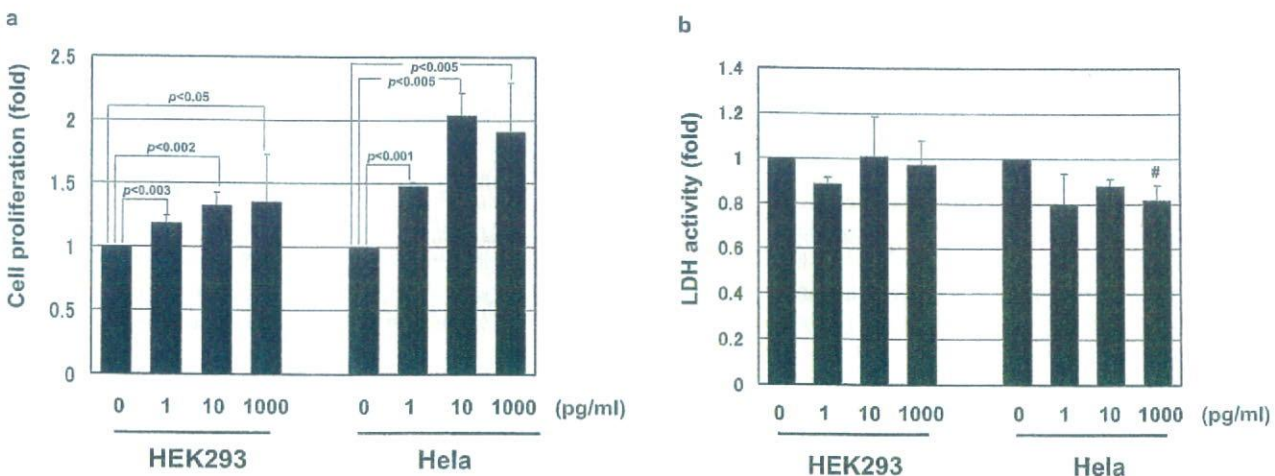 a
Cell proliferation (fold)
2.5
2
1.5
1
0.5
0
p<0.05
p<0.002
p<0.003
p<0.005
p<0.005
p<0.001
0 1 10 1000 0 1 10 1000 (pg/ml)
HEK293 Hela
b
LDH activity (fold)
1.4
1.2
1
0.8
0.6
0.4
0.2
0
#
0 1 10 1000 0 1 10 1000 (pg/ml)
HEK293 Hela